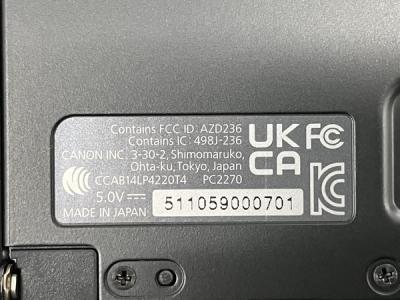 Contains FCC ID: AZD236
Contains IC: 498J-236
CANON INC. 3-30-2, Shimomaruko,
Ohta-ku, Tokyo, Japan
CCAB14LP4220T4 PC2270
5.0V⎓
MADE IN JAPAN
511059000701
UK
CA
FC